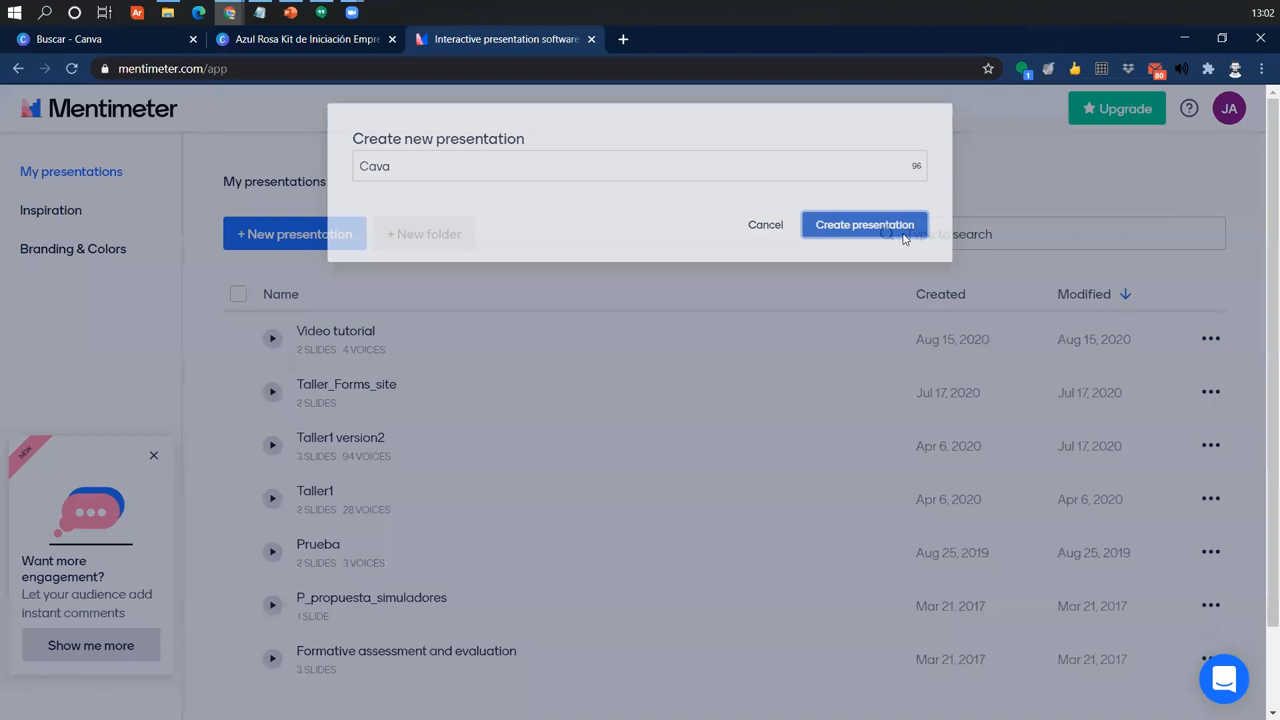 13:02
Buscar - Canva
Azul Rosa Kit de Iniciación Empre
Interactive presentation software
mentimeter.com/app
1
80
Mentimeter
Upgrade
JA
Create new presentation
Cava
96
Cancel
Create presentation
My presentations
Inspiration
Branding & Colors
My presentations
+ New presentation
+ New folder
Type to search
Name
Created
Modified
Video tutorial
2 SLIDES 4 VOICES
Aug 15, 2020
Aug 15, 2020
Taller_Forms_site
2 SLIDES
Jul 17, 2020
Jul 17, 2020
Taller1 version2
3 SLIDES 94 VOICES
Apr 6, 2020
Jul 17, 2020
Taller1
2 SLIDES 28 VOICES
Apr 6, 2020
Apr 6, 2020
Prueba
2 SLIDES 3 VOICES
Aug 25, 2019
Aug 25, 2019
P_propuesta_simuladores
1 SLIDE
Mar 21, 2017
Mar 21, 2017
Formative assessment and evaluation
3 SLIDES
Mar 21, 2017
Mar 21, 2017
NEW
Want more
engagement?
Let your audience add
instant comments
Show me more